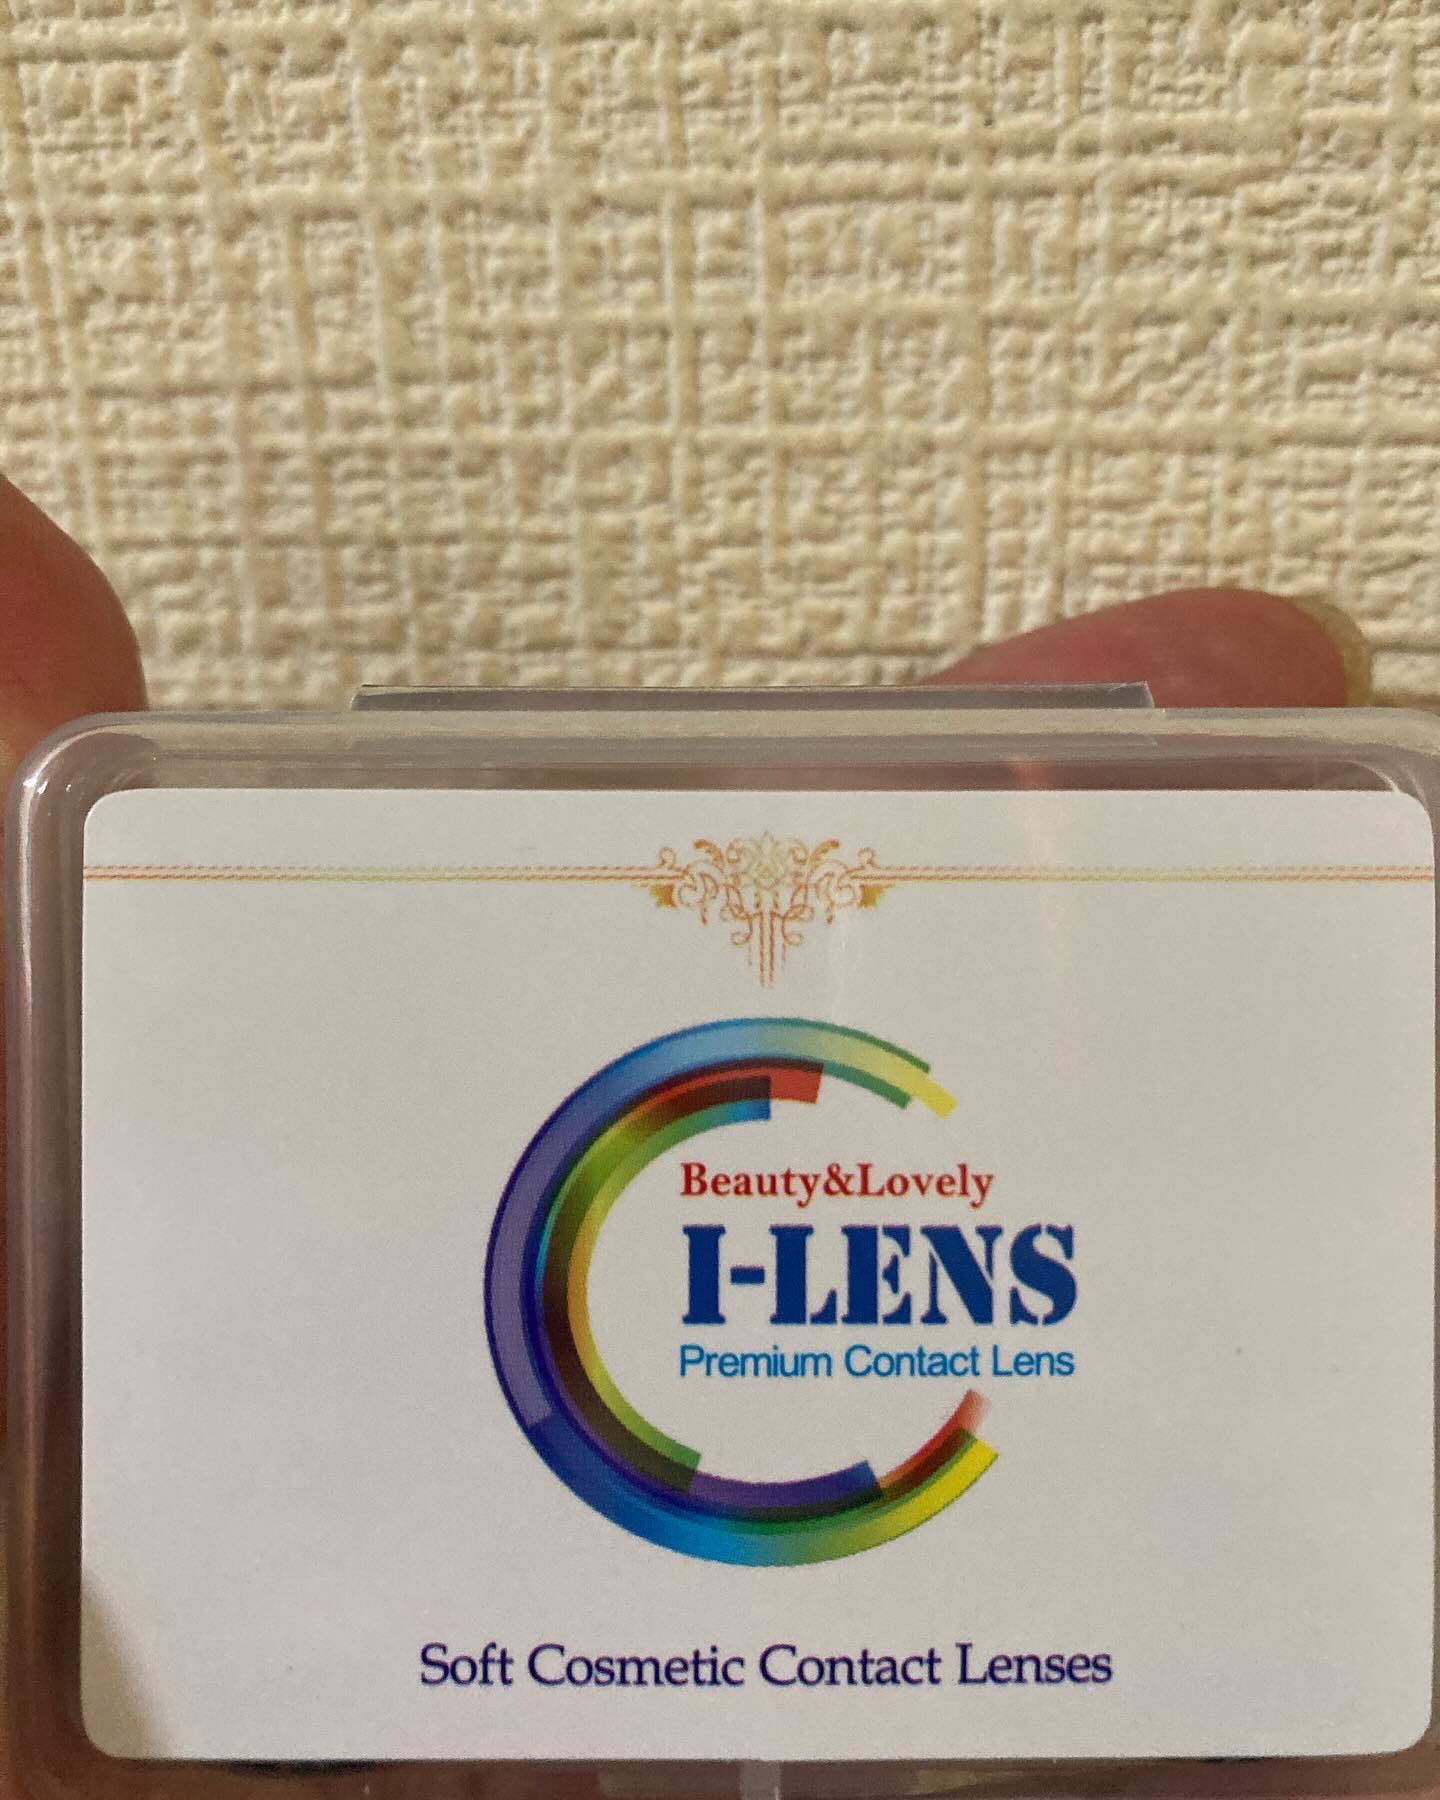 Beauty&Lovely
I-LENS
Premium Contact Lens
Soft Cosmetic Contact Lenses